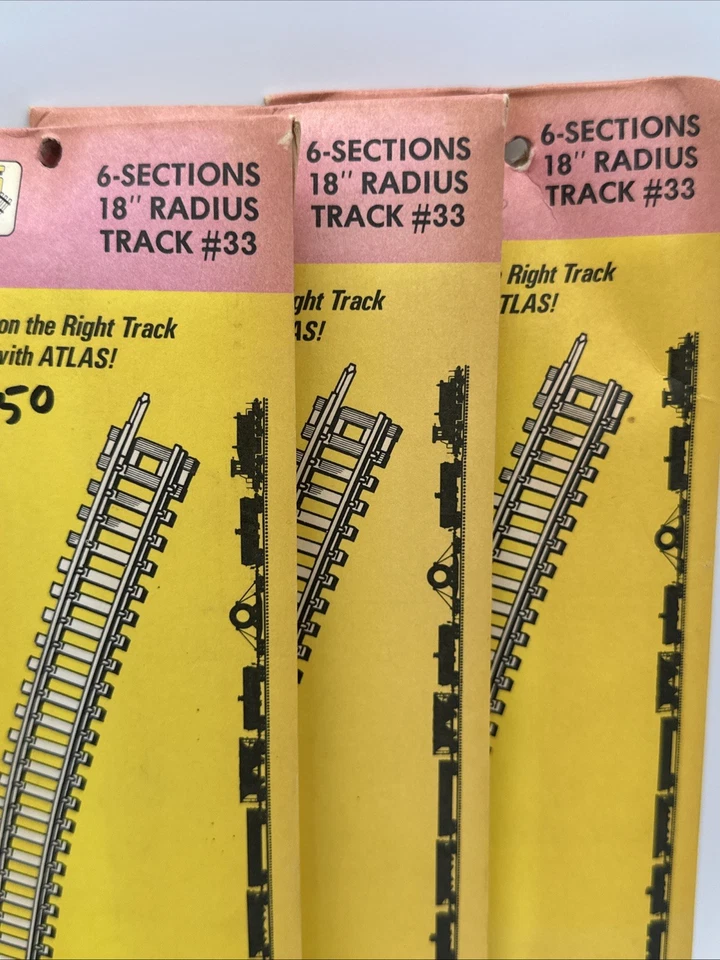 6-SECTIONS
18" RADIUS
TRACK #33
on the Right Track
with ATLAS!
50
6-SECTIONS
18" RADIUS
TRACK #33
ght Track
AS!
6-SECTIONS
18" RADIUS
TRACK #33
Right Track
TLAS!